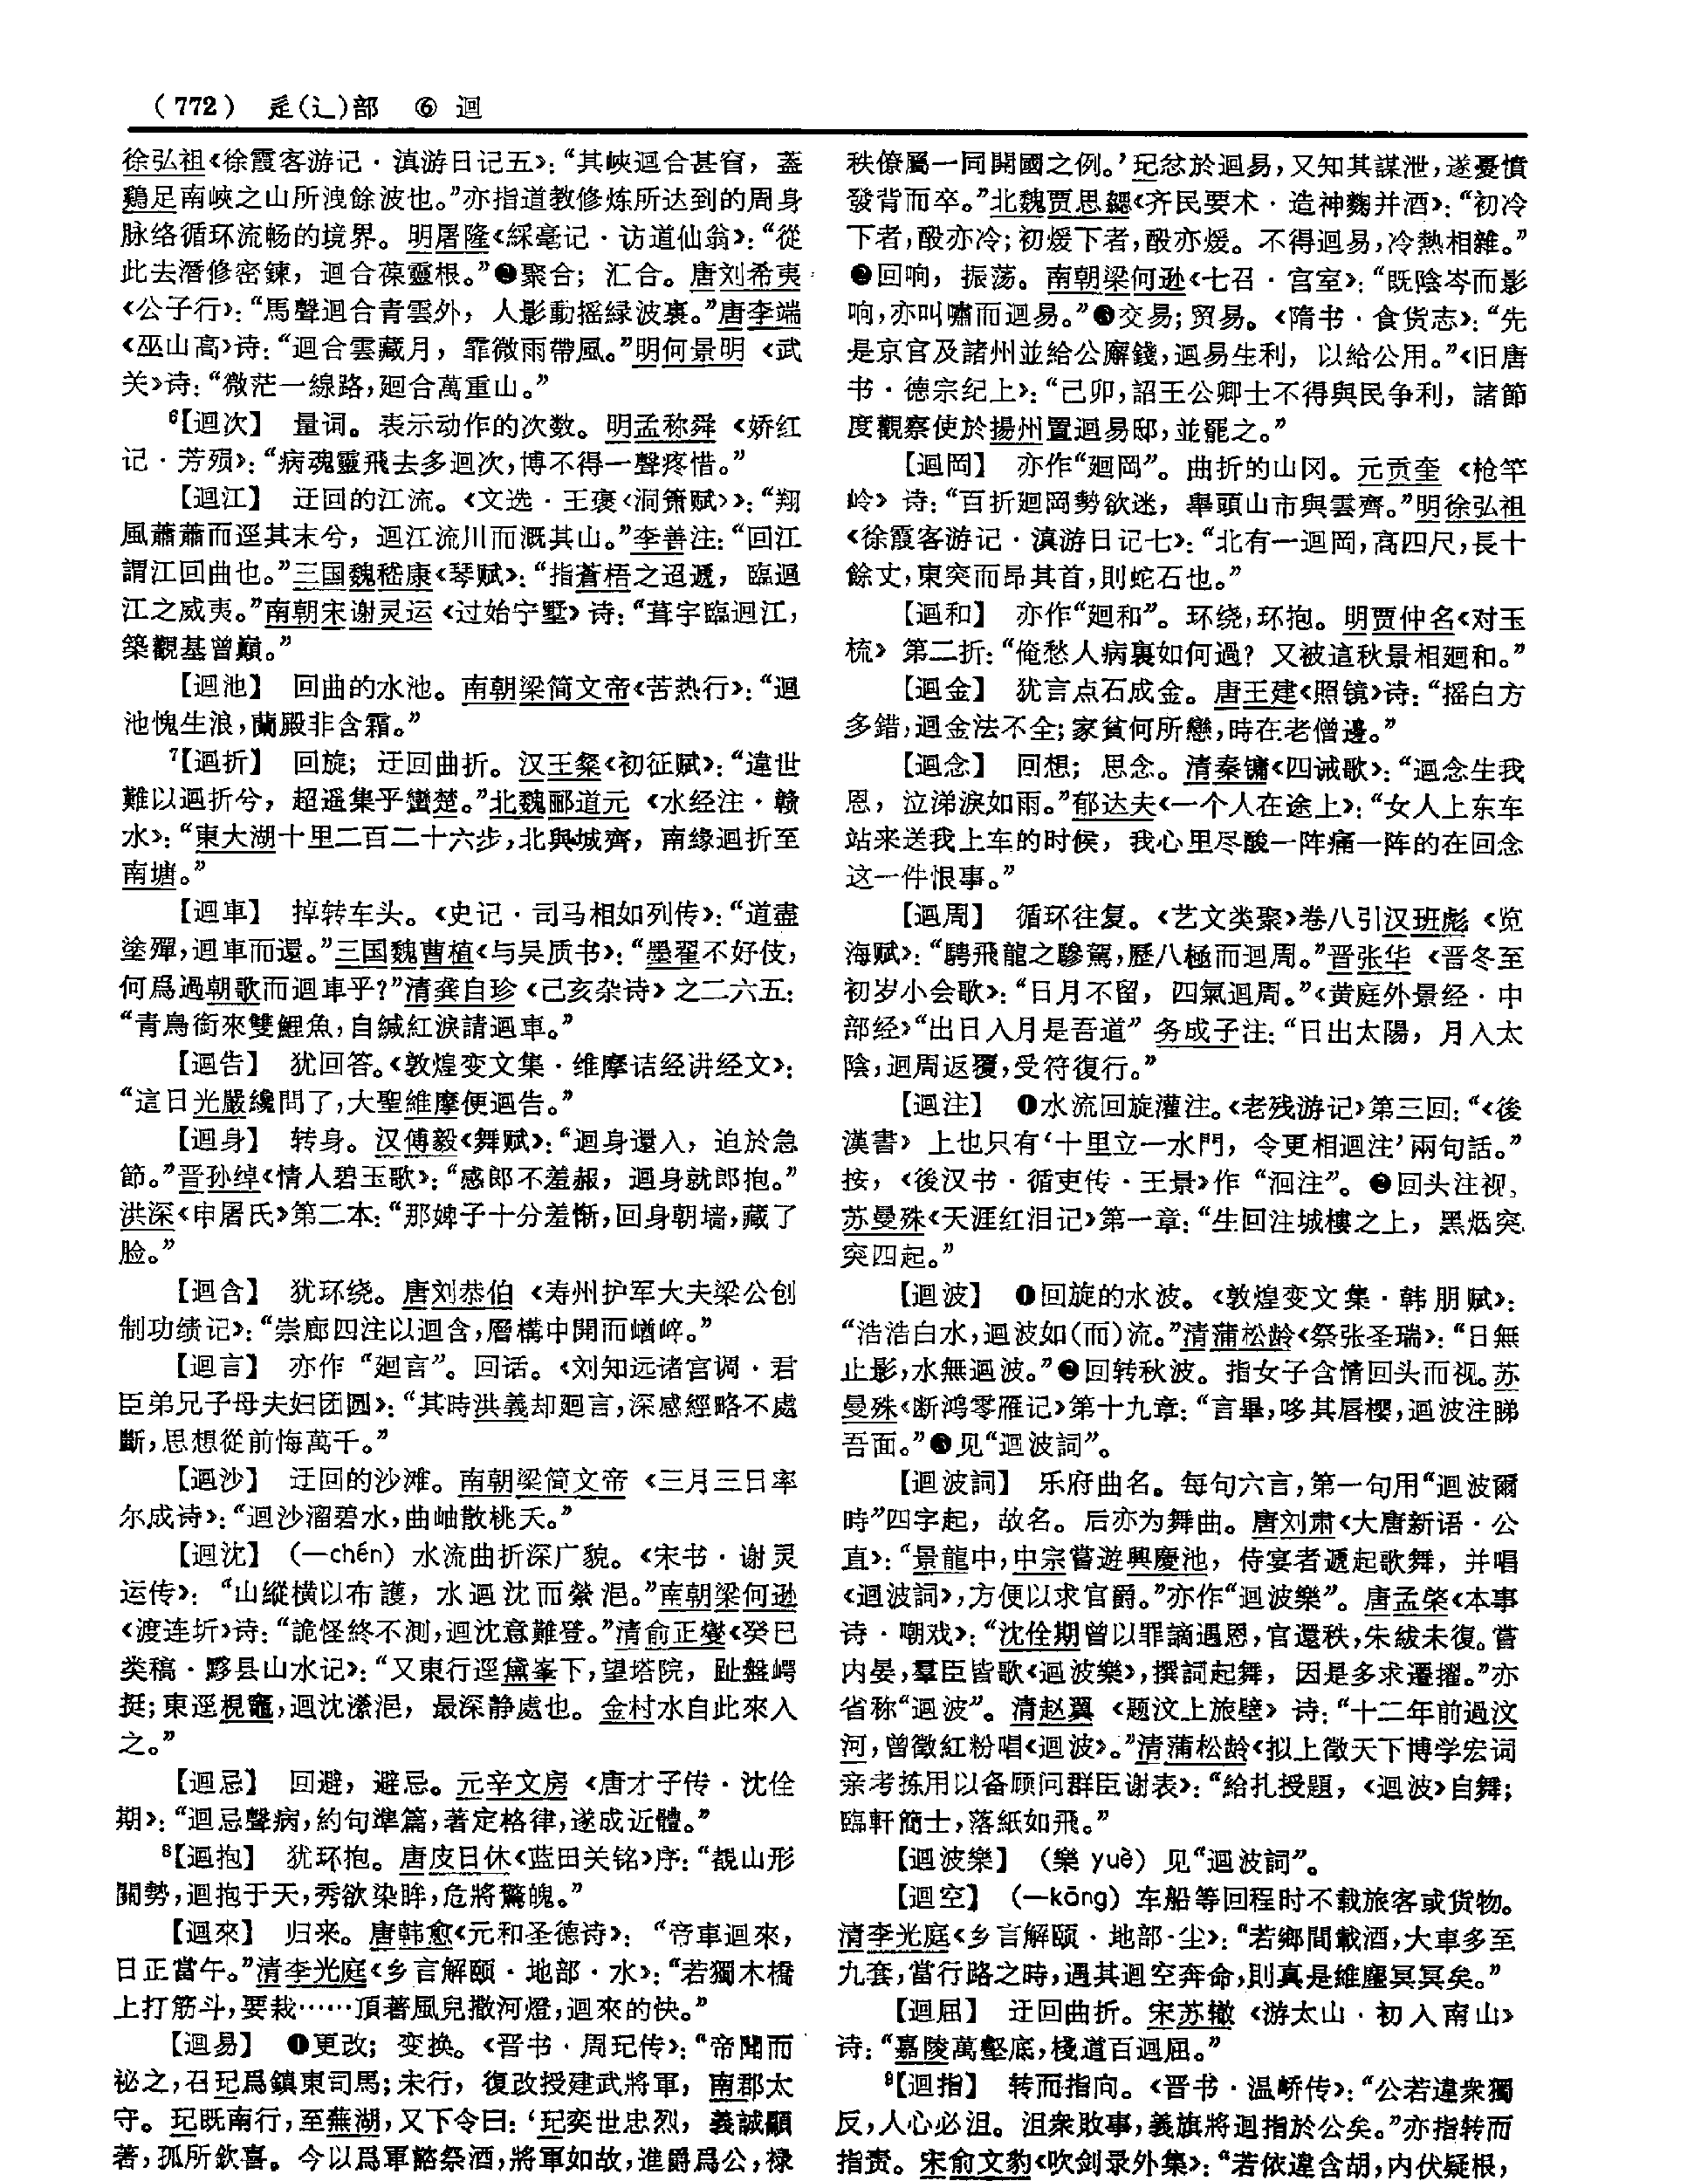 （772） 辵(辶)部 ⑥ 迴
徐弘祖《徐霞客游记·滇游日记五》：“其峽迴合甚窅，蓋
鷄足南峽之山所洩餘波也。”亦指道教修炼所达到的周身
脉络循环流畅的境界。明屠隆《綵毫记·访道仙翁》：“從
此去潛修密鍊，迴合葆靈根。”❷聚合；汇合。唐刘希夷
《公子行》：“馬聲迴合青雲外，人影動摇緑波裏。”唐李端
《巫山高》诗：“迴合雲藏月，霏微雨帶風。”明何景明《武
关》诗：“微茫一線路，廻合萬重山。”
⁶【迴次】 量词。表示动作的次数。明孟称舜《娇红
记·芳殒》：“病魂靈飛去多迴次，博不得一聲疼惜。”
【迴江】 迂回的江流。《文选·王褒〈洞箫赋〉》：“翔
風蕭蕭而逕其末兮，迴江流川而溉其山。”李善注：“回江
謂江回曲也。”三国魏嵇康《琴赋》：“指蒼梧之迢遞，臨迴
江之威夷。”南朝宋谢灵运《过始宁墅》诗：“葺宇臨迴江，
築觀基曾巔。”
【迴池】 回曲的水池。南朝梁简文帝《苦热行》：“迴
池愧生浪，蘭殿非含霜。”
⁷【迴折】 回旋；迂回曲折。汉王粲《初征赋》：“違世
難以迴折兮，超遥集乎蠻楚。”北魏郦道元《水经注·赣
水》：“東大湖十里二百二十六步，北與城齊，南緣迴折至
南塘。”
【迴車】 掉转车头。《史记·司马相如列传》：“道盡
塗殫，迴車而還。”三国魏曹植《与吴质书》：“墨翟不好伎，
何爲過朝歌而迴車乎？”清龚自珍《己亥杂诗》之二六五：
“青鳥銜來雙鯉魚，自緘紅淚請迴車。”
【迴告】 犹回答。《敦煌变文集·维摩诘经讲经文》：
“這日光嚴纔問了，大聖維摩便迴告。”
【迴身】 转身。汉傅毅《舞赋》：“迴身還入，迫於急
節。”晋孙绰《情人碧玉歌》：“感郎不羞赧，迴身就郎抱。”
洪深《申屠氏》第二本：“那婢子十分羞惭，回身朝墙，藏了
脸。”
【迴含】 犹环绕。唐刘恭伯《寿州护军大夫梁公创
制功绩记》：“崇廊四注以迴含，層構中開而崷崪。”
【迴言】 亦作“廻言”。回话。《刘知远诸宫调·君
臣弟兄子母夫妇团圆》：“其時洪義却廻言，深感經略不處
斷，思想從前悔萬千。”
【迴沙】 迂回的沙滩。南朝梁简文帝《三月三日率
尔成诗》：“迴沙溜碧水，曲岫散桃夭。”
【迴沈】（—chén）水流曲折深广貌。《宋书·谢灵
运传》：“山縱横以布護，水迴沈而縈浥。”南朝梁何逊
《渡连圻》诗：“詭怪終不測，迴沈意難登。”清俞正燮《癸巳
类稿·黟县山水记》：“又東行逕黛峯下，望塔院，趾盤崿
挺；東逕梘竈，迴沈瀠浥，最深静處也。金村水自此來入
之。”
【迴忌】 回避，避忌。元辛文房《唐才子传·沈佺
期》：“迴忌聲病，約句準篇，著定格律，遂成近體。”
⁸【迴抱】 犹环抱。唐皮日休《蓝田关铭》序：“覩山形
關勢，迴抱于天，秀欲染眸，危將驚魄。”
【迴來】 归来。唐韩愈《元和圣德诗》：“帝車迴來，
日正當午。”清李光庭《乡言解颐·地部·水》：“若獨木橋
上打筋斗，要栽……頂著風兒撒河燈，迴來的快。”
【迴易】 ❶更改；变换。《晋书·周玘传》：“帝聞而
祕之，召玘爲鎮東司馬；未行，復改授建武將軍，南郡太
守。玘既南行，至蕪湖，又下令曰：‘玘奕世忠烈，義誠顯
著，孤所欽喜。今以爲軍諮祭酒，將軍如故，進爵爲公，禄
秩僚屬一同開國之例。’玘忿於迴易，又知其謀泄，遂憂憤
發背而卒。”北魏贾思勰《齐民要术·造神麴并酒》：“初冷
下者，酘亦冷；初煖下者，酘亦煖。不得迴易，冷熱相雜。”
❷回响，振荡。南朝梁何逊《七召·宫室》：“既陰岑而影
响，亦叫嘯而迴易。”❸交易；贸易。《隋书·食货志》：“先
是京官及諸州並給公廨錢，迴易生利，以給公用。”《旧唐
书·德宗纪上》：“己卯，詔王公卿士不得與民争利，諸節
度觀察使於揚州置迴易邸，並罷之。”
【迴岡】 亦作“廻岡”。曲折的山冈。元贡奎《枪竿
岭》诗：“百折廻岡勢欲迷，舉頭山市與雲齊。”明徐弘祖
《徐霞客游记·滇游日记七》：“北有一迴岡，高四尺，長十
餘丈，東突而昂其首，則蛇石也。”
【迴和】 亦作“廻和”。环绕，环抱。明贾仲名《对玉
梳》第二折：“俺愁人病裏如何過？又被這秋景相廻和。”
【迴金】 犹言点石成金。唐王建《照镜》诗：“摇白方
多錯，迴金法不全；家貧何所戀，時在老僧邊。”
【迴念】 回想；思念。清秦镛《四诫歌》：“迴念生我
恩，泣涕淚如雨。”郁达夫《一个人在途上》：“女人上东车
站来送我上车的时候，我心里尽酸一阵痛一阵的在回念
这一件恨事。”
【迴周】 循环往复。《艺文类聚》卷八引汉班彪《览
海赋》：“騁飛龍之驂駕，歷八極而迴周。”晋张华《晋冬至
初岁小会歌》：“日月不留，四氣迴周。”《黄庭外景经·中
部经》“出日入月是吾道”务成子注：“日出太陽，月入太
陰，迴周返覆，受符復行。”
【迴注】 ❶水流回旋灌注。《老残游记》第三回：“《後
漢書》上也只有‘十里立一水門，令更相迴注’兩句話。”
按，《後汉书·循吏传·王景》作“洄注”。❷回头注视。
苏曼殊《天涯红泪记》第一章：“生回注城樓之上，黑烟突
突四起。”
【迴波】 ❶回旋的水波。《敦煌变文集·韩朋赋》：
“浩浩白水，迴波如(而)流。”清蒲松龄《祭张圣瑞》：“日無
止影，水無迴波。”❷回转秋波。指女子含情回头而视。苏
曼殊《断鸿零雁记》第十九章：“言畢，哆其唇樱，迴波注睇
吾面。”❸见“迴波詞”。
【迴波詞】 乐府曲名。每句六言，第一句用“迴波爾
時”四字起，故名。后亦为舞曲。唐刘肃《大唐新语·公
直》：“景龍中，中宗嘗遊興慶池，侍宴者遞起歌舞，并唱
《迴波詞》，方便以求官爵。”亦作“迴波樂”。唐孟棨《本事
诗·嘲戏》：“沈佺期曾以罪謫遇恩，官還秩，朱紱未復。嘗
内晏，羣臣皆歌《迴波樂》，撰詞起舞，因是多求遷擢。”亦
省称“迴波”。清赵翼《题汶上旅壁》诗：“十二年前過汶
河，曾徵紅粉唱《迴波》。”清蒲松龄《拟上徵天下博学宏词
亲考拣用以备顾问群臣谢表》：“給扎授題，《迴波》自舞；
臨軒簡士，落紙如飛。”
【迴波樂】（樂 yuè）见“迴波詞”。
【迴空】（—kōng）车船等回程时不载旅客或货物。
清李光庭《乡言解颐·地部·尘》：“若鄉間載酒，大車多至
九套，當行路之時，遇其迴空奔命，則真是維塵冥冥矣。”
【迴屈】 迂回曲折。宋苏辙《游太山·初入南山》
诗：“嘉陵萬壑底，棧道百迴屈。”
⁹【迴指】 转而指向。《晋书·温峤传》：“公若違衆獨
反，人心必沮。沮衆敗事，義旗將迴指於公矣。”亦指转而
指责。宋俞文豹《吹剑录外集》：“若依違含胡，内伏疑根，